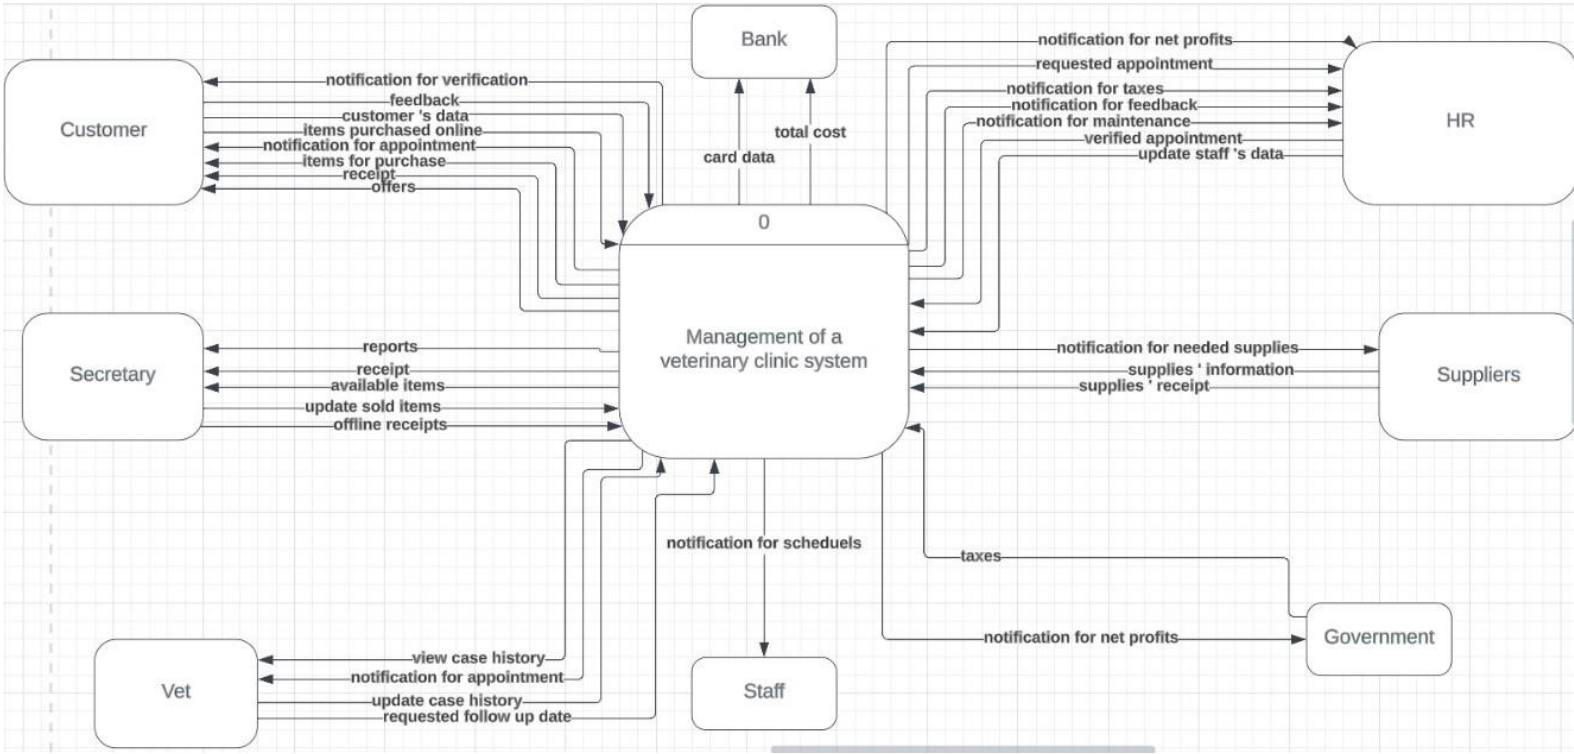 Bank
notification for net profits
requested appointment
notification for taxes
notification for feedback
notification for maintenance
verified appointment
update staff 's data
HR
Customer
notification for verification
feedback
customer 's data
items purchased online
notification for appointment
items for purchase
receipt
offers
card data
total cost
0
Management of a
veterinary clinic system
Secretary
reports
receipt
available items
update sold items
offline receipts
notification for needed supplies
supplies ' information
supplies ' receipt
Suppliers
notification for scheduels
taxes
notification for net profits
Government
Vet
view case history
notification for appointment
update case history
requested follow up date
Staff